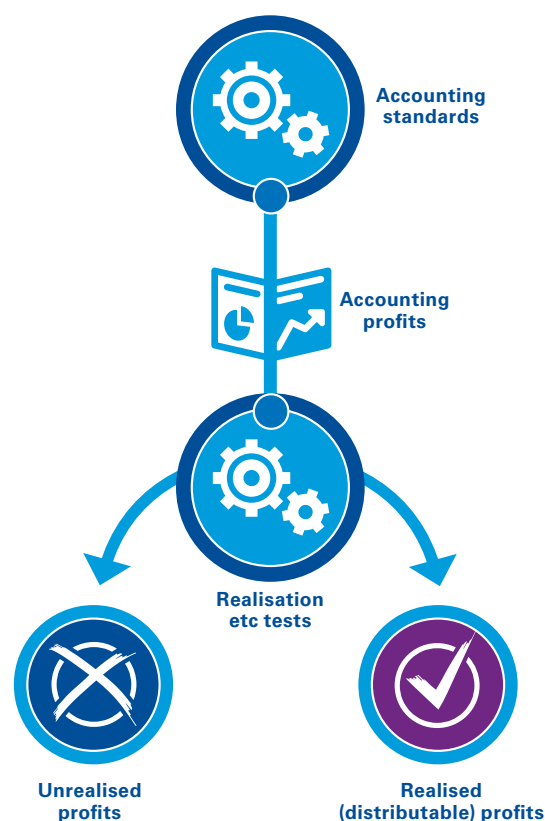 Accounting
standards
Accounting
profits
Realisation
etc tests
Unrealised
profits
Realised
(distributable) profits